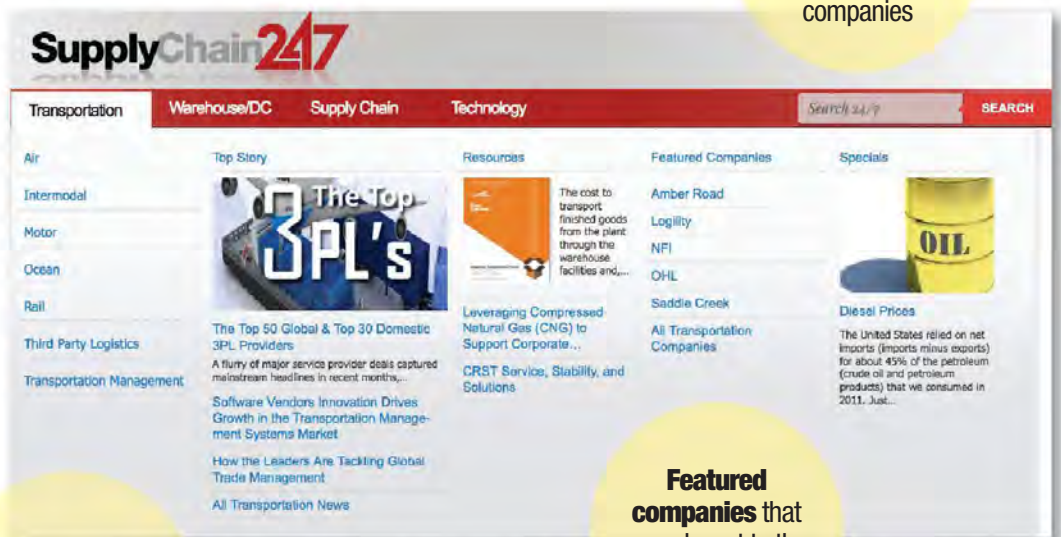 companies
SupplyChain247
Transportation
Warehouse/DC
Supply Chain
Technology
Search 24/7
SEARCH
Air
Intermodal
Motor
Ocean
Rail
Third Party Logistics
Transportation Management
Top Story
The Top
3PL's
The Top 50 Global & Top 30 Domestic
3PL Providers
A flurry of major service provider deals captured
mainstream headlines in recent months,...
Software Vendors Innovation Drives
Growth in the Transportation Manage-
ment Systems Market
How the Leaders Are Tackling Global
Trade Management
All Transportation News
Resources
The cost to
transport
finished goods
from the plant
through the
warehouse
facilities and,...
Leveraging Compressed
Natural Gas (CNG) to
Support Corporate...
CRST Service, Stability, and
Solutions
Featured Companies
Amber Road
Logility
NFI
OHL
Saddle Creek
All Transportation
Companies
Specials
OIL
Diesel Prices
The United States relied on net
imports (imports minus exports)
for about 45% of the petroleum
(crude oil and petroleum
products) that we consumed in
2011. Just...
Featured
companies that